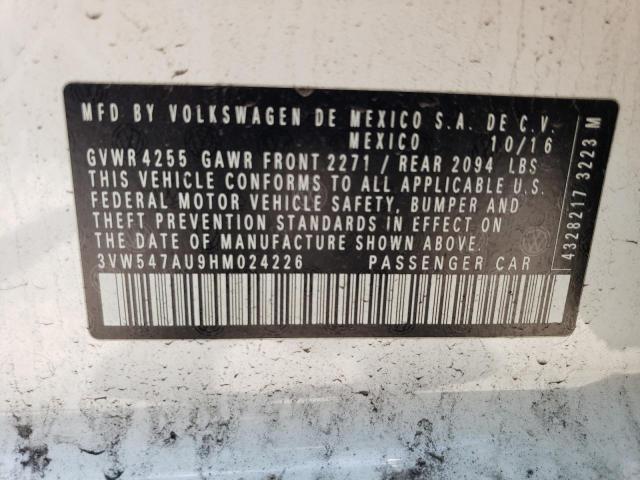 MFD BY VOLKSWAGEN DE MEXICO S.A. DE C.V.
MEXICO 10/16
GVWR 4255 GAWR FRONT 2271 / REAR 2094 LBS
THIS VEHICLE CONFORMS TO ALL APPLICABLE U.S.
FEDERAL MOTOR VEHICLE SAFETY, BUMPER AND
THEFT PREVENTION STANDARDS IN EFFECT ON
THE DATE OF MANUFACTURE SHOWN ABOVE.
3VW547AU9HM024226 PASSENGER CAR
4328217 3223 M